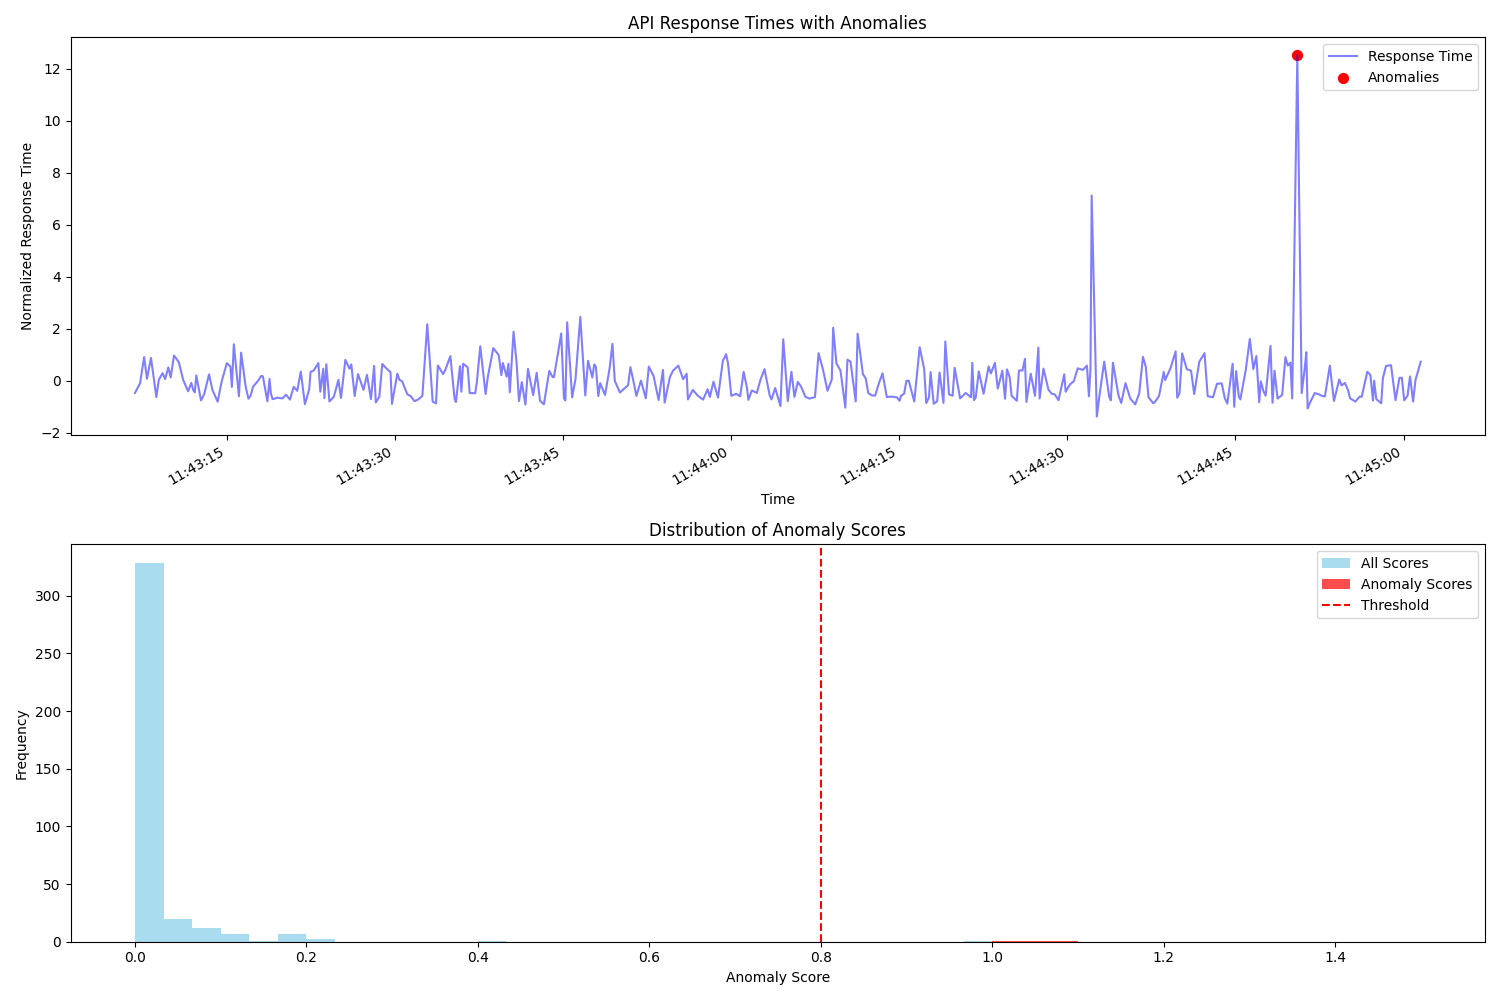 API Response Times with Anomalies
Response Time
Anomalies
Normalized Response Time
12
10
8
6
4
2
0
−2
11:43:15
11:43:30
11:43:45
11:44:00
11:44:15
11:44:30
11:44:45
11:45:00
Time
Distribution of Anomaly Scores
All Scores
Anomaly Scores
Threshold
Frequency
300
250
200
150
100
50
0
0.0
0.2
0.4
0.6
0.8
1.0
1.2
1.4
Anomaly Score